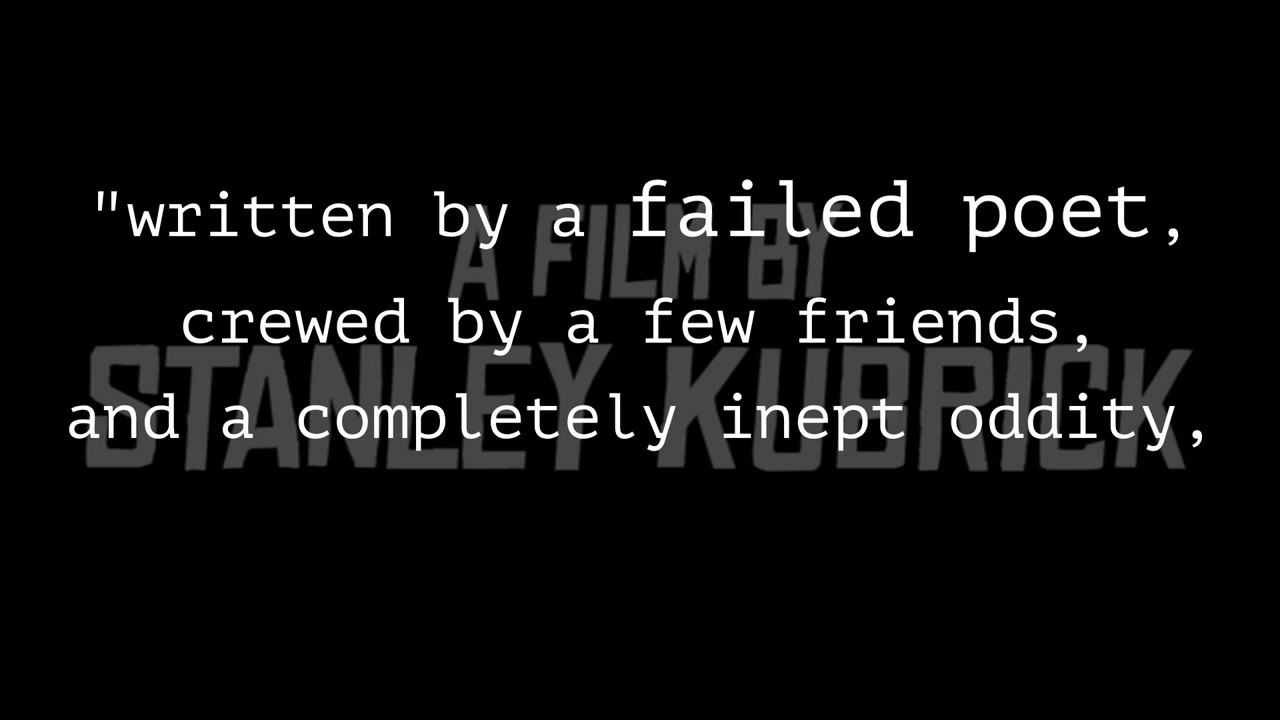 "written by a failed poet,
crewed by a few friends,
and a completely inept oddity,
A FILM BY
STANLEY KUBRICK